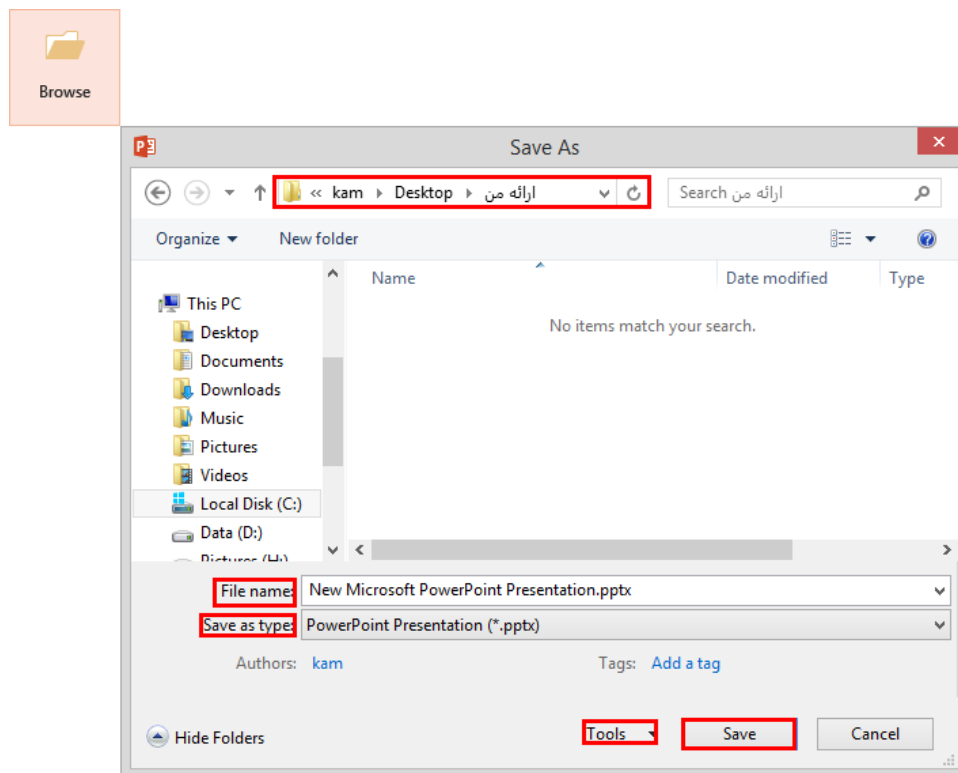 Browse
Save As
« kam Desktop ارائه من
Search ارائه من
Organize New folder
Name Date modified Type
No items match your search.
This PC
Desktop
Documents
Downloads
Music
Pictures
Videos
Local Disk (C:)
Data (D:)
Pictures (H:)
File name: New Microsoft PowerPoint Presentation.pptx
Save as type: PowerPoint Presentation (*.pptx)
Authors: kam Tags: Add a tag
Hide Folders Tools Save Cancel